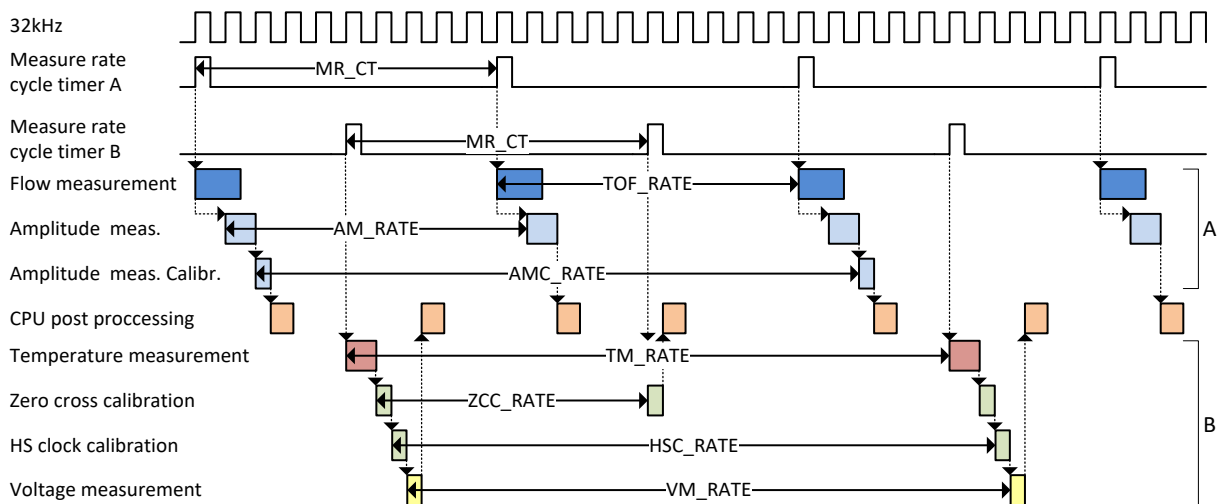 32kHz
Measure rate
cycle timer A
MR_CT
Measure rate
cycle timer B
MR_CT
Flow measurement
TOF_RATE
Amplitude meas.
AM_RATE
A
Amplitude meas. Calibr.
AMC_RATE
CPU post proccessing
Temperature measurement
TM_RATE
Zero cross calibration
ZCC_RATE
B
HS clock calibration
HSC_RATE
Voltage measurement
VM_RATE